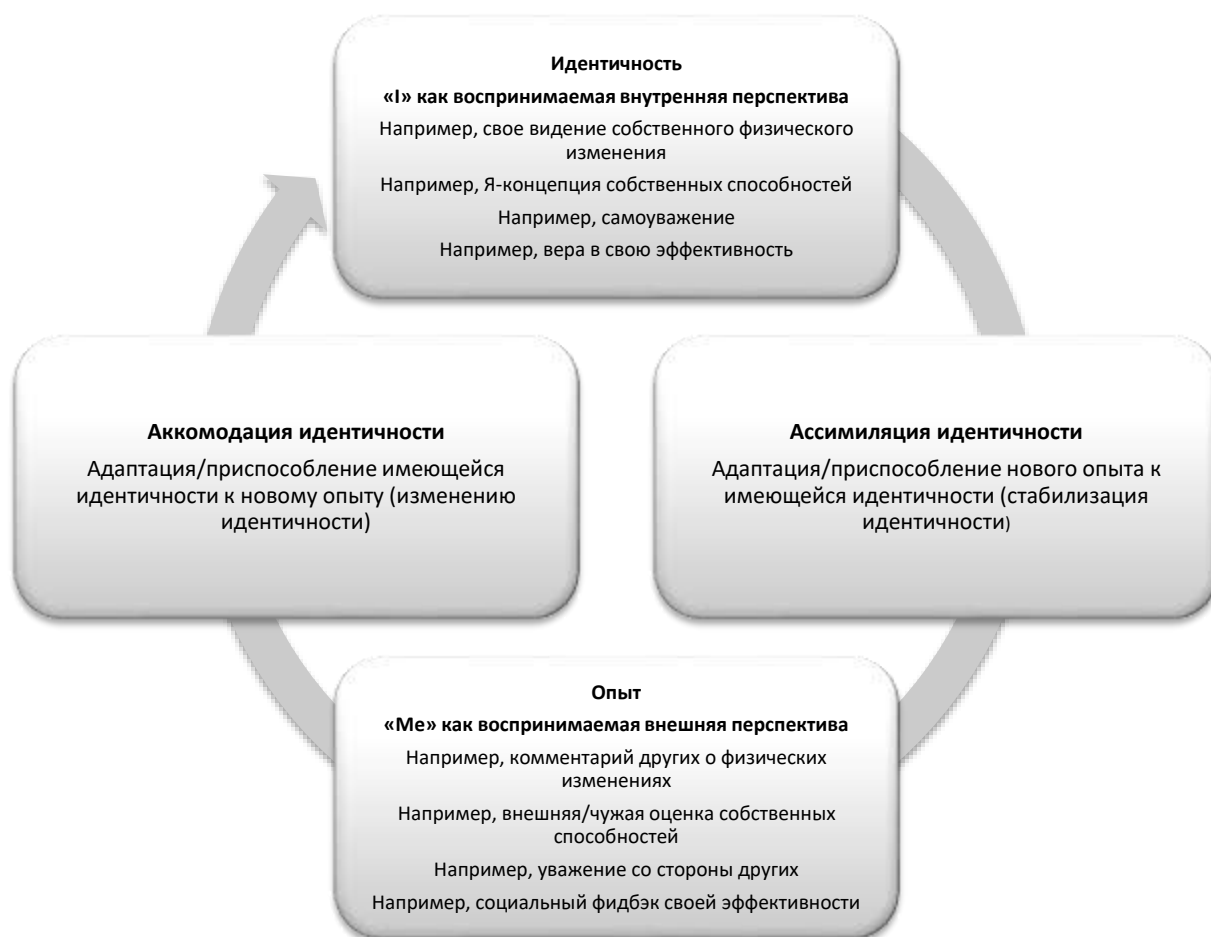 Идентичность
«I» как воспринимаемая внутренняя перспектива
Например, свое видение собственного физического
изменения
Например, Я-концепция собственных способностей
Например, самоуважение
Например, вера в свою эффективность
Аккомодация идентичности
Адаптация/приспособление имеющейся
идентичности к новому опыту (изменению
идентичности)
Ассимиляция идентичности
Адаптация/приспособление нового опыта к
имеющейся идентичности (стабилизация
идентичности)
Опыт
«Me» как воспринимаемая внешняя перспектива
Например, комментарий других о физических
изменениях
Например, внешняя/чужая оценка собственных
способностей
Например, уважение со стороны других
Например, социальный фидбэк своей эффективности